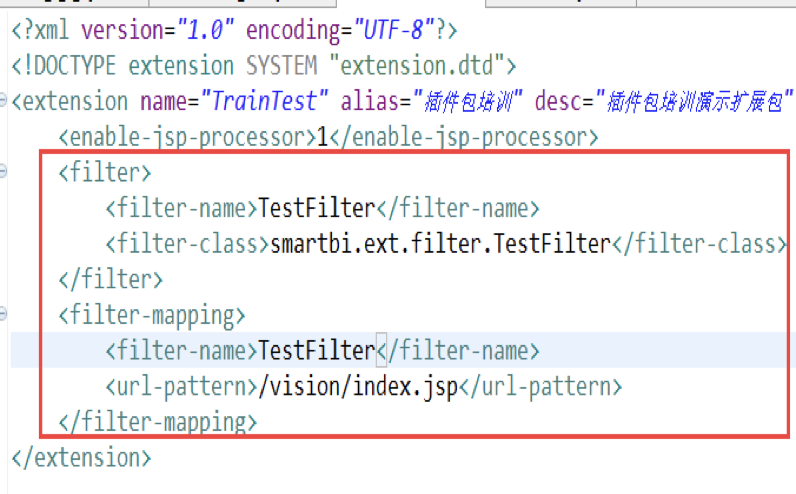 <?xml version="1.0" encoding="UTF-8"?>
<!DOCTYPE extension SYSTEM "extension.dtd">
<extension name="TrainTest" alias="插件包培训" desc="插件包培训演示扩展包"
<enable-jsp-processor>1</enable-jsp-processor>
<filter>
<filter-name>TestFilter</filter-name>
<filter-class>smartbi.ext.filter.TestFilter</filter-class>
</filter>
<filter-mapping>
<filter-name>TestFilter</filter-name>
<url-pattern>/vision/index.jsp</url-pattern>
</filter-mapping>
</extension>